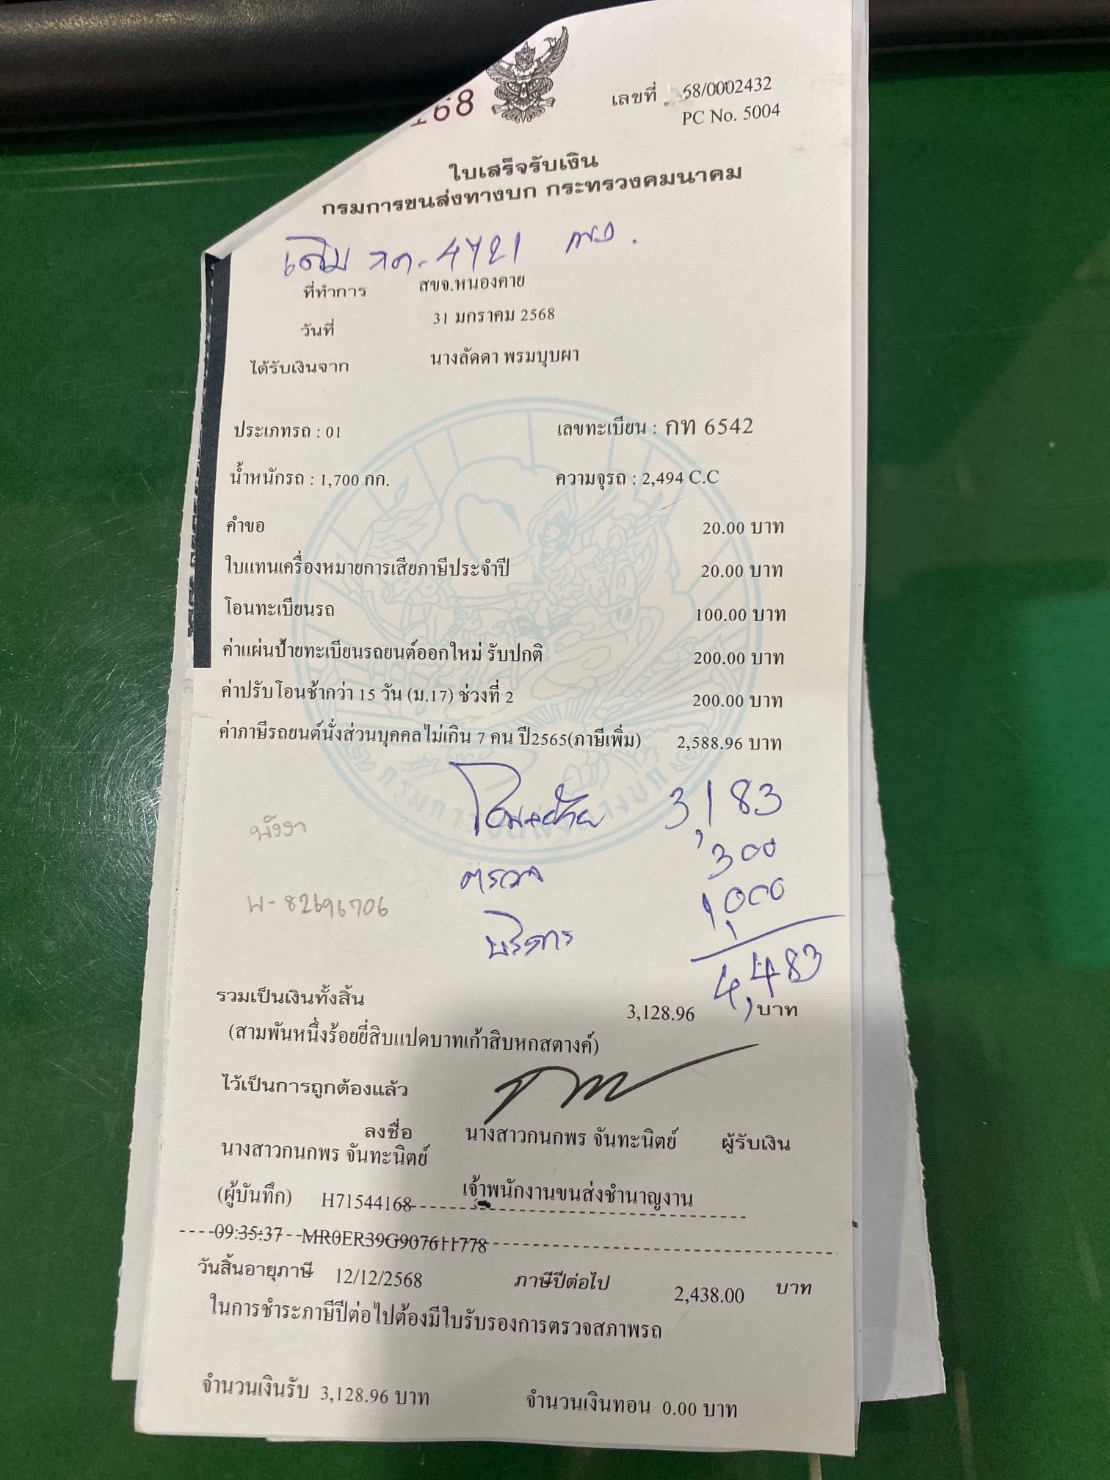 168
เลขที่ 68/0002432
PC No. 5004
ใบเสร็จรับเงิน
กรมการขนส่งทางบก กระทรวงคมนาคม
เดิม 4721
ที่ทำการ สขจ.หนองคาย
วันที่ 31 มกราคม 2568
ได้รับเงินจาก นางลัดดา พรมบุบผา
ประเภทรถ : 01 เลขทะเบียน : กท 6542
น้ำหนักรถ : 1,700 กก. ความจุรถ : 2,494 C.C
คำขอ 20.00 บาท
ใบแทนเครื่องหมายการเสียภาษีประจำปี 20.00 บาท
โอนทะเบียนรถ 100.00 บาท
ค่าแผ่นป้ายทะเบียนรถยนต์ออกใหม่ รับปกติ 200.00 บาท
ค่าปรับโอนช้ากว่า 15 วัน (ม.17) ช่วงที่ 2 200.00 บาท
ค่าภาษีรถยนต์นั่งส่วนบุคคลไม่เกิน 7 คน ปี2565(ภาษีเพิ่ม) 2,588.96 บาท
3,183
พังงา
ตรวจ 300
บริการ 1,000
4,483
รวมเป็นเงินทั้งสิ้น 3,128.96 บาท
(สามพันหนึ่งร้อยยี่สิบแปดบาทเก้าสิบหกสตางค์)
ไว้เป็นการถูกต้องแล้ว
ลงชื่อ นางสาวกนกพร จันทะนิตย์ ผู้รับเงิน
นางสาวกนกพร จันทะนิตย์
(ผู้บันทึก) H71544168 เจ้าพนักงานขนส่งชำนาญงาน
09:35:37 MR0ER39G907611778
วันสิ้นอายุภาษี 12/12/2568 ภาษีปีต่อไป 2,438.00 บาท
ในการชำระภาษีปีต่อไปต้องมีใบรับรองการตรวจสภาพรถ
จำนวนเงินรับ 3,128.96 บาท จำนวนเงินทอน 0.00 บาท